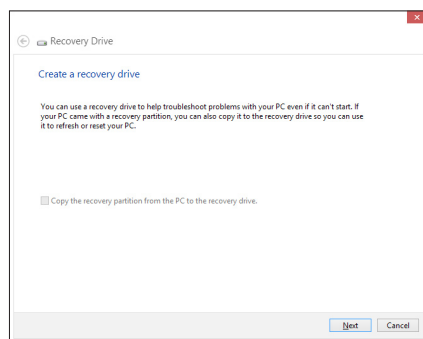 Recovery Drive
Create a recovery drive
You can use a recovery drive to help troubleshoot problems with your PC even if it can't start. If
your PC came with a recovery partition, you can also copy it to the recovery drive so you can use
it to refresh or reset your PC.
Copy the recovery partition from the PC to the recovery drive.
Next Cancel